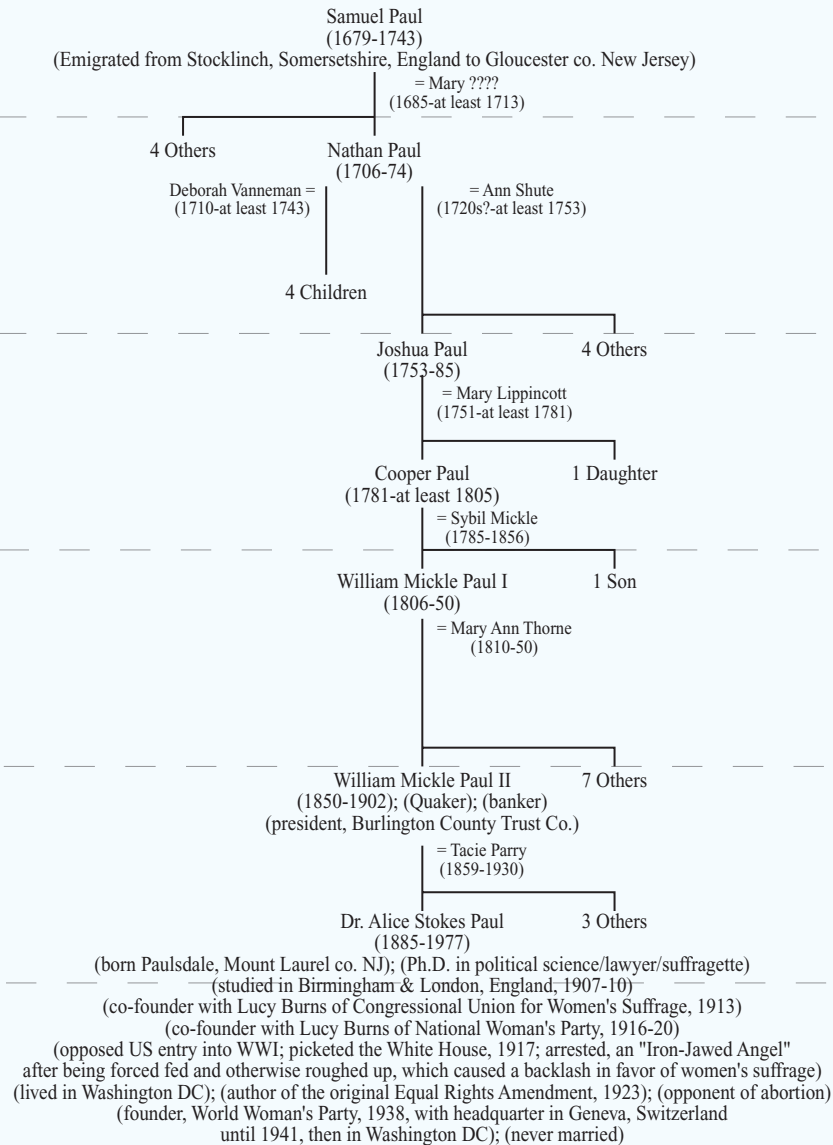 Samuel Paul
(1679-1743)
(Emigrated from Stocklinch, Somersetshire, England to Gloucester co. New Jersey)
= Mary ????
(1685-at least 1713)
4 Others
Nathan Paul
(1706-74)
Deborah Vanneman =
(1710-at least 1743)
= Ann Shute
(1720s?-at least 1753)
4 Children
Joshua Paul
(1753-85)
4 Others
= Mary Lippincott
(1751-at least 1781)
Cooper Paul
(1781-at least 1805)
1 Daughter
= Sybil Mickle
(1785-1856)
William Mickle Paul I
(1806-50)
1 Son
= Mary Ann Thorne
(1810-50)
William Mickle Paul II
(1850-1902); (Quaker); (banker)
(president, Burlington County Trust Co.)
7 Others
= Tacie Parry
(1859-1930)
Dr. Alice Stokes Paul
(1885-1977)
3 Others
(born Paulsdale, Mount Laurel co. NJ); (Ph.D. in political science/lawyer/suffragette)
(studied in Birmingham & London, England, 1907-10)
(co-founder with Lucy Burns of Congressional Union for Women's Suffrage, 1913)
(co-founder with Lucy Burns of National Woman's Party, 1916-20)
(opposed US entry into WWI; picketed the White House, 1917; arrested, an "Iron-Jawed Angel"
after being forced fed and otherwise roughed up, which caused a backlash in favor of women's suffrage)
(lived in Washington DC); (author of the original Equal Rights Amendment, 1923); (opponent of abortion)
(founder, World Woman's Party, 1938, with headquarter in Geneva, Switzerland
until 1941, then in Washington DC); (never married)